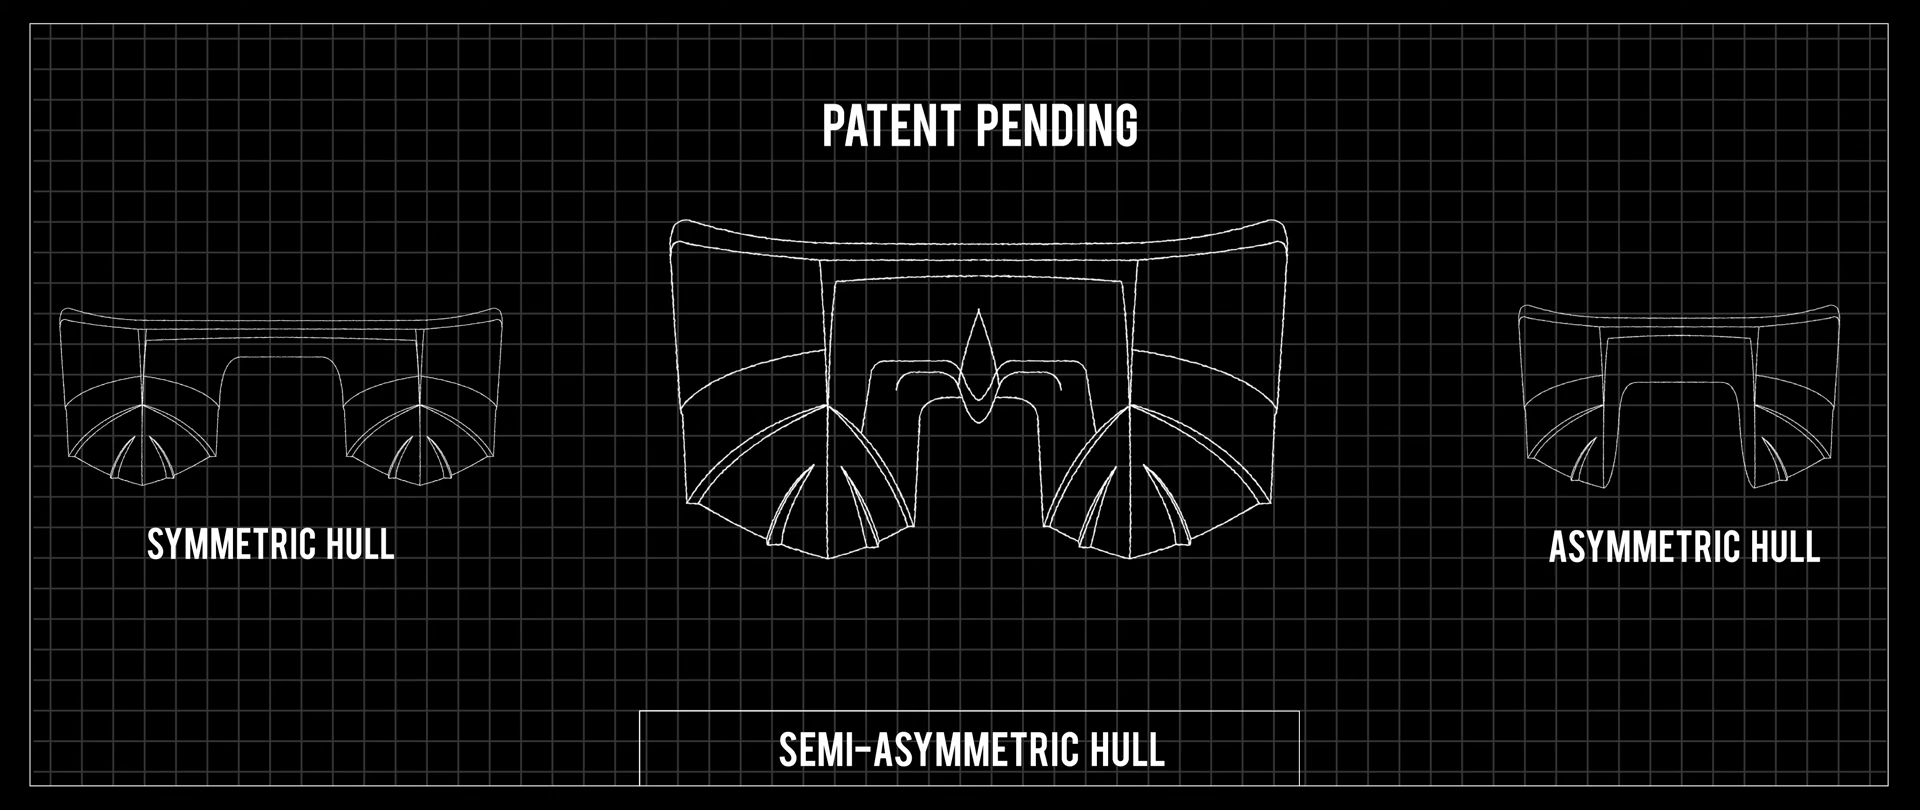 PATENT PENDING
SYMMETRIC HULL
ASYMMETRIC HULL
SEMI-ASYMMETRIC HULL